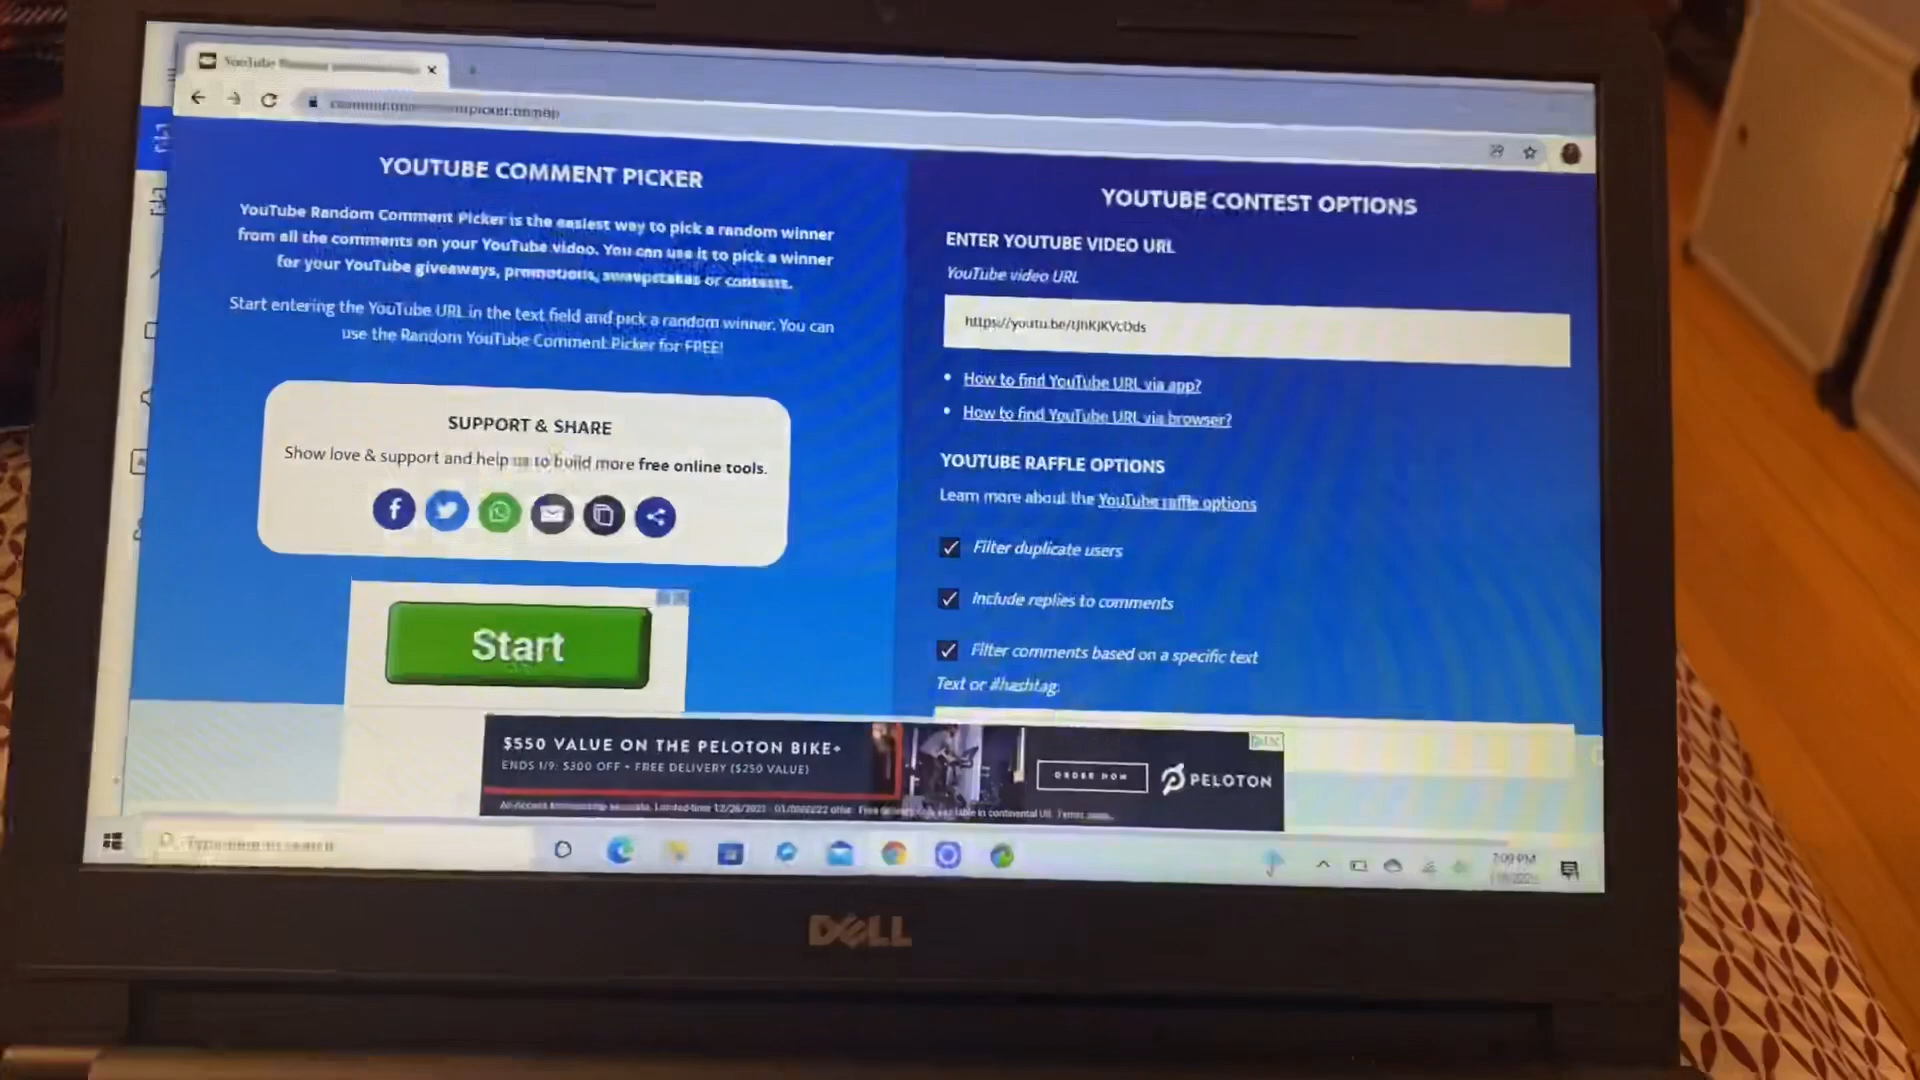 YouTube
YOUTUBE COMMENT PICKER
YouTube Random Comment Picker is the easiest way to pick a random winner
from all the comments on your YouTube video. You can use it to pick a winner
for your YouTube giveaways, promotions, sweepstakes or contests.
Start entering the YouTube URL in the text field and pick a random winner. You can
use the Random YouTube Comment Picker for FREE!
SUPPORT & SHARE
Show love & support and help us to build more free online tools.
Start
YOUTUBE CONTEST OPTIONS
ENTER YOUTUBE VIDEO URL
YouTube video URL
• How to find YouTube URL via app?
• How to find YouTube URL via browser?
YOUTUBE RAFFLE OPTIONS
Learn more about the YouTube raffle options
Filter duplicate users
Include replies to comments
Filter comments based on a specific text
Text or #hashtag:
$550 VALUE ON THE PELOTON BIKE+
ENDS 1/9: $300 OFF + FREE DELIVERY ($250 VALUE)
ORDER NOW
PELOTON
7:09 PM
DELL